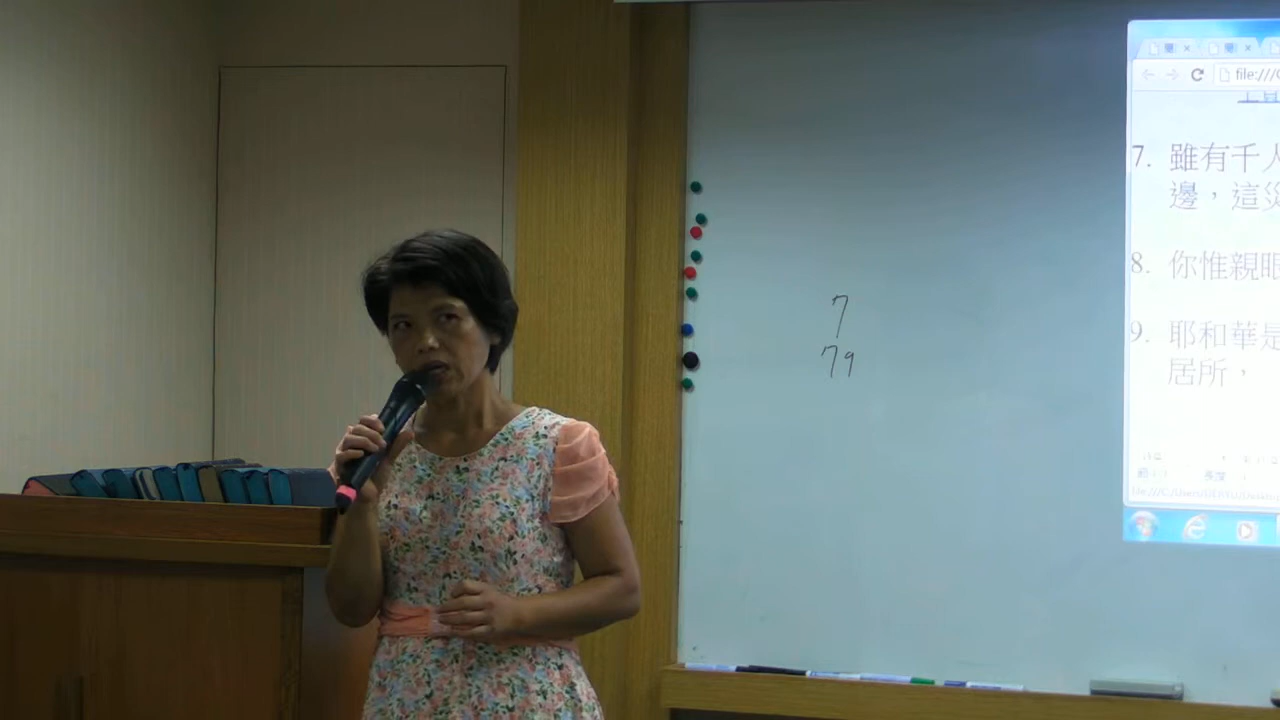 7
79
file:///C
7. 雖有千人
邊，這災
8. 你惟親眼
9. 耶和華是
居所，